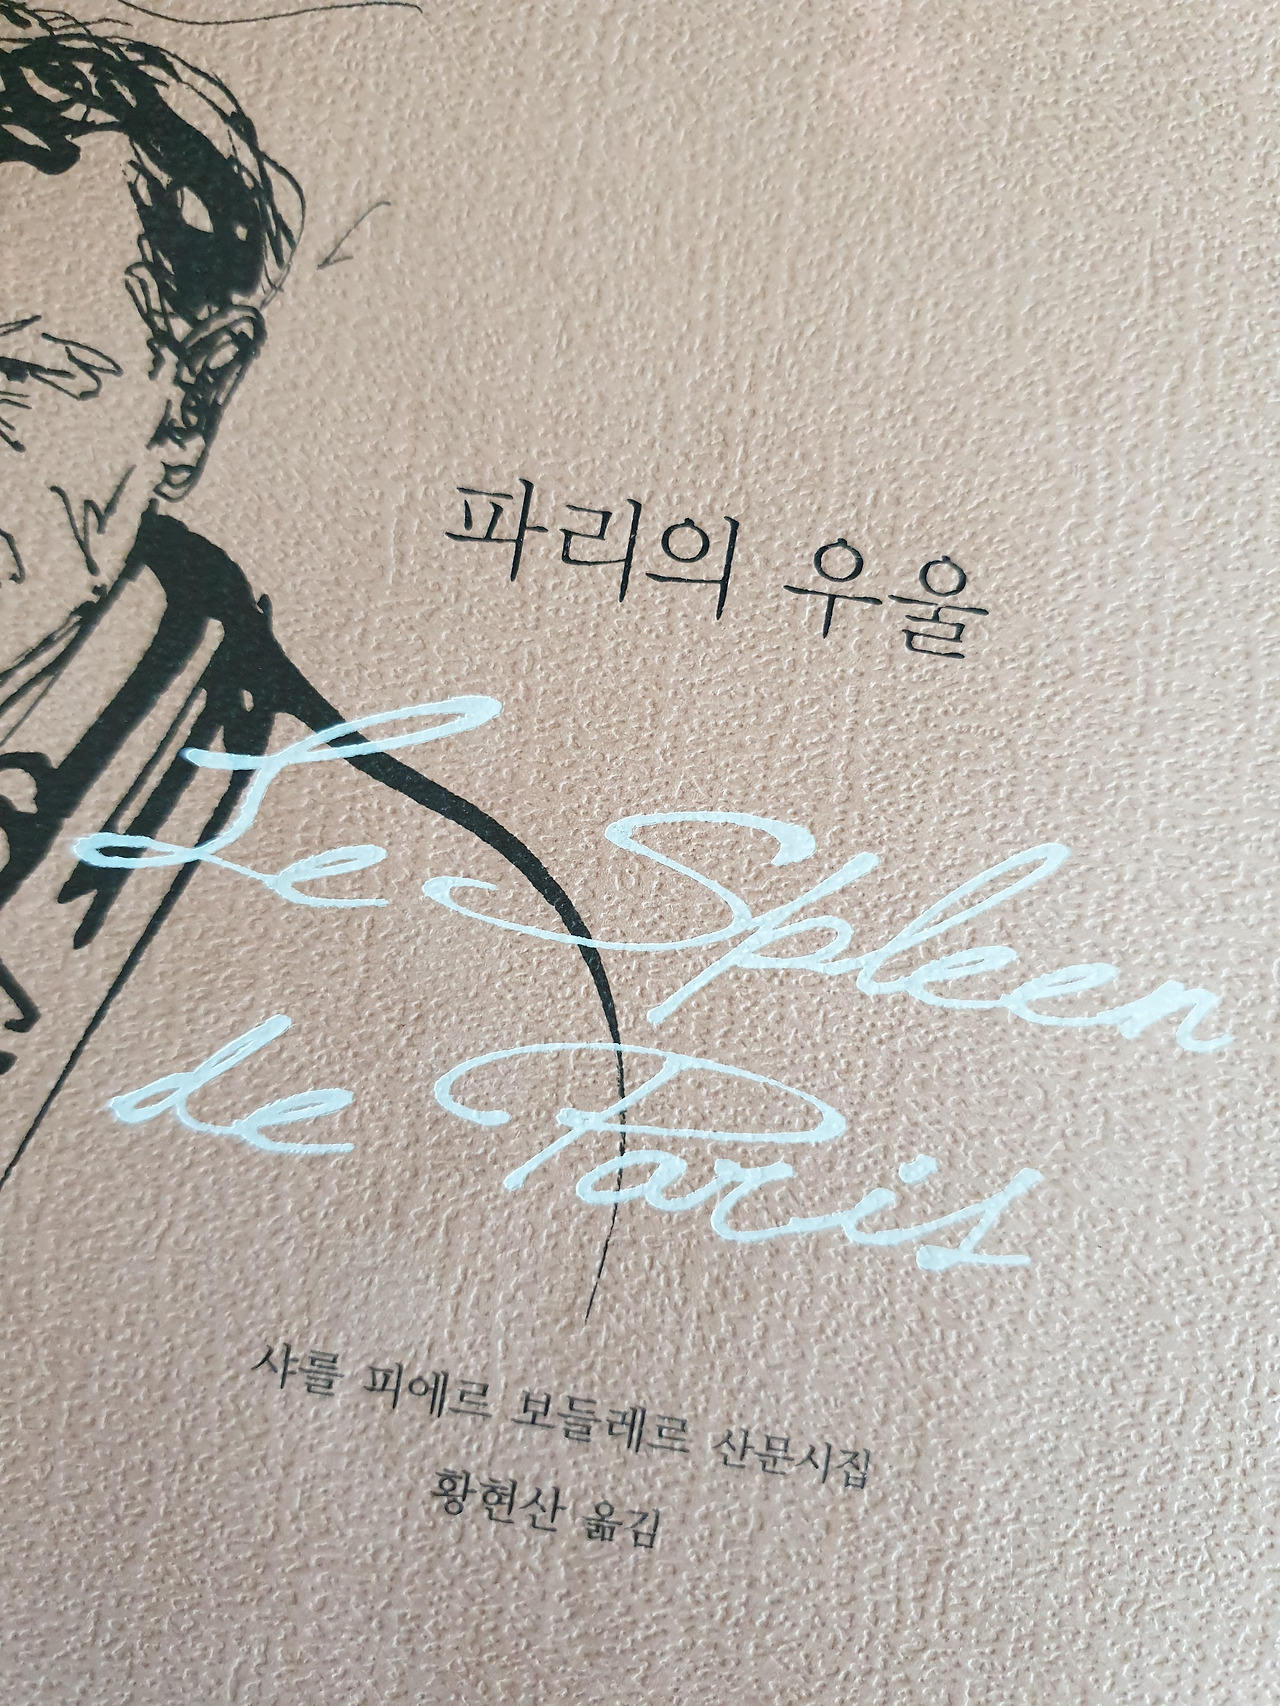 파리의 우울
Le Spleen
de Paris
샤를 피에르 보들레르 산문시집
황현산 옮김